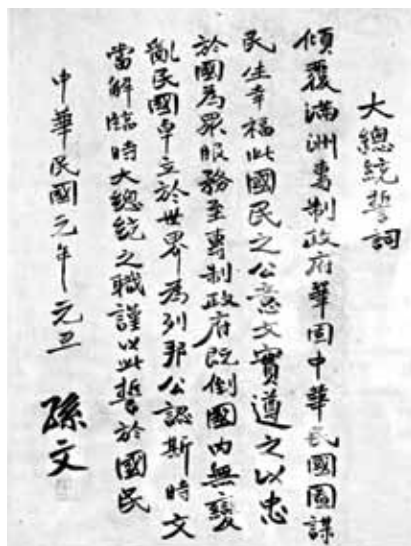 大總統誓詞
傾覆滿洲專制政府鞏固中華民國圖謀
民生幸福此國民之公意文實遵之以忠
於國為眾服務至專制政府既倒國內無變
亂民國卓立於世界為列邦公認斯時文
當解臨時大總統之職謹以此誓於國民
中華民國元年元旦 孫文